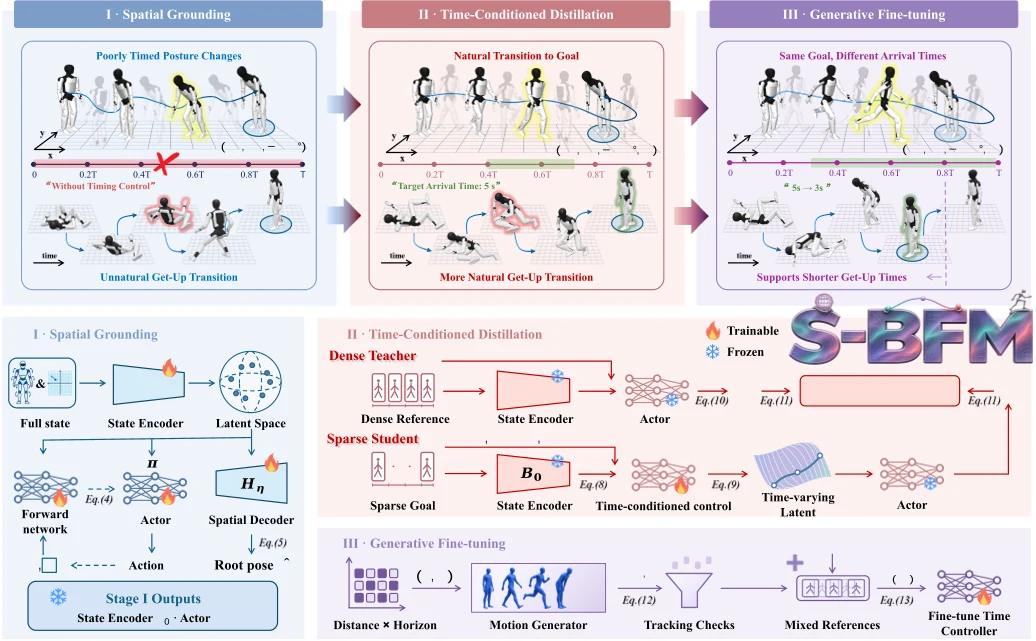 I · Spatial Grounding
II · Time-Conditioned Distillation
III · Generative Fine-tuning
Poorly Timed Posture Changes
y
x
( , , − °)
0
0.2T
0.4T
0.6T
0.8T
T
“Without Timing Control”
time
Unnatural Get-Up Transition
Natural Transition to Goal
y
x
( , , − °)
0
0.2T
0.4T
0.6T
0.8T
T
“Target Arrival Time: 5 s”
time
More Natural Get-Up Transition
Same Goal, Different Arrival Times
y
x
( , , − °)
0
0.2T
0.4T
0.6T
0.8T
T
“ 5s → 3s ”
time
Supports Shorter Get-Up Times
S-BFM
I · Spatial Grounding
&
Full state
State Encoder
Latent Space
Π
Hη
Eq.(4)
Forward
network
Actor
Spatial Decoder
Eq.(5)
Action
Root pose ˆ
Stage I Outputs
State Encoder 0 · Actor
II · Time-Conditioned Distillation
Trainable
Frozen
Dense Teacher
Dense Reference
State Encoder
Actor
Eq.(10)
Eq.(11)
Eq.(11)
Sparse Student
· ·
B0
Sparse Goal
State Encoder
Eq.(8)
Time-conditioned control
Eq.(9)
Time-varying
Latent
Actor
III · Generative Fine-tuning
( , )
Distance × Horizon
Motion Generator
Eq.(12)
Tracking Checks
+
Mixed References
( )
Eq.(13)
Fine-tune Time
Controller